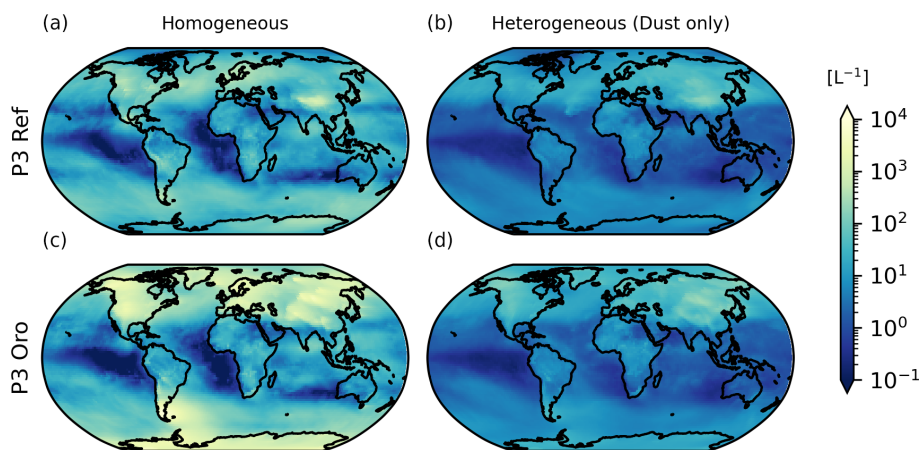 (a) Homogeneous
(b) Heterogeneous (Dust only)
P3 Ref
(c)
(d)
P3 Oro
[L⁻¹]
10⁴
10³
10²
10¹
10⁰
10⁻¹